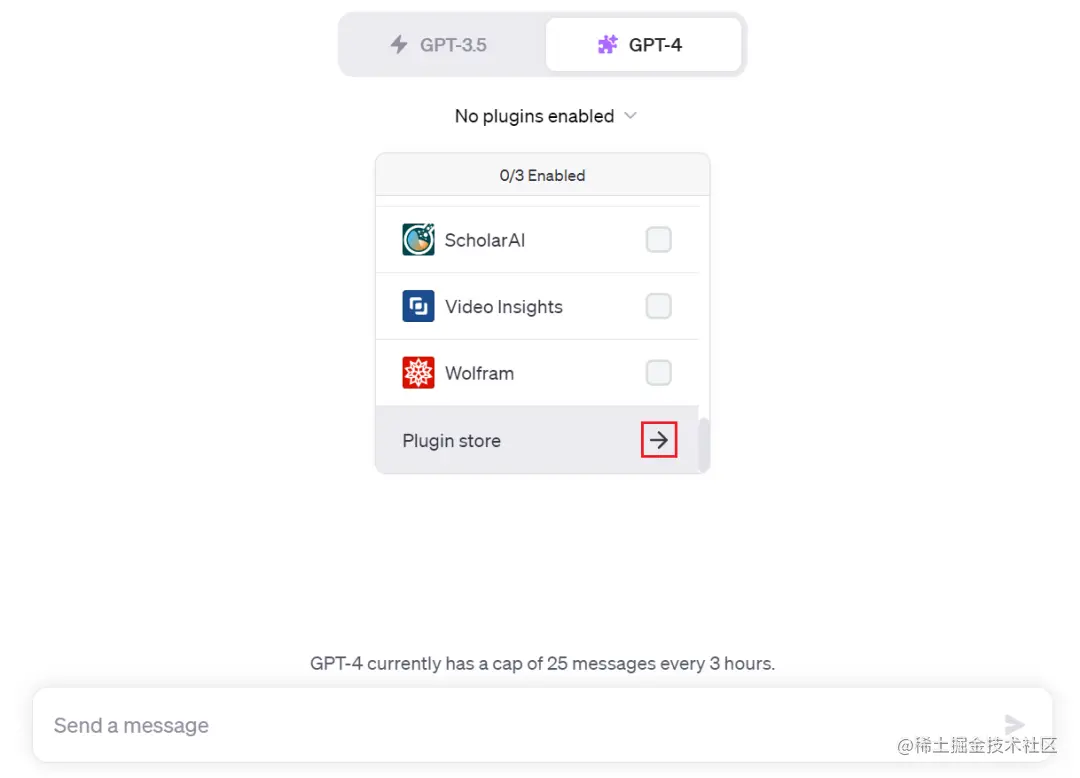 GPT-3.5
GPT-4
No plugins enabled
0/3 Enabled
ScholarAI
Video Insights
Wolfram
Plugin store
GPT-4 currently has a cap of 25 messages every 3 hours.
Send a message
@稀土掘金技术社区